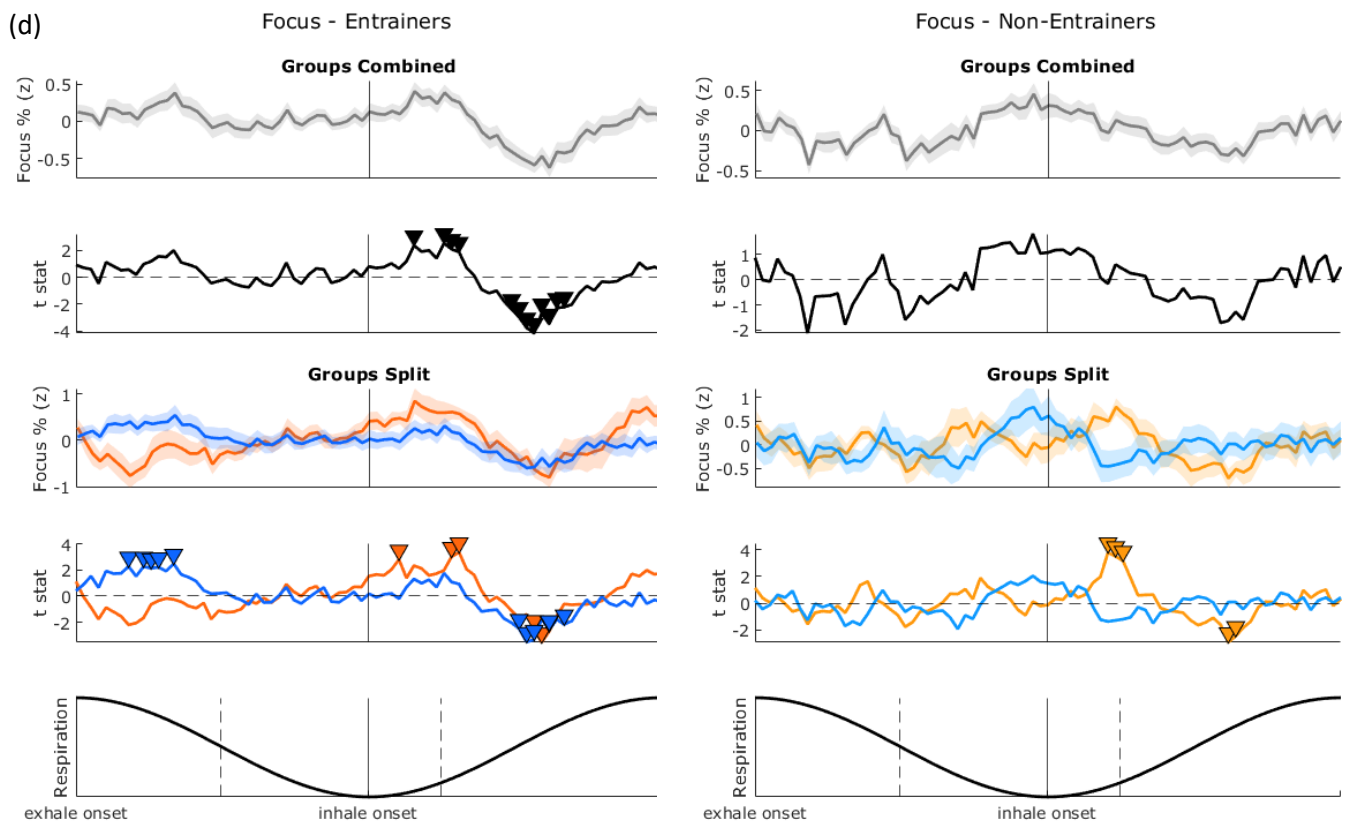 (d)
Focus - Entrainers
Groups Combined
Focus % (z)
0.5
0
-0.5
t stat
2
0
-2
-4
Groups Split
Focus % (z)
1
0
-1
t stat
4
2
0
-2
Respiration
exhale onset
inhale onset
Focus - Non-Entrainers
Groups Combined
Focus % (z)
0.5
0
-0.5
t stat
1
0
-1
-2
Groups Split
Focus % (z)
0.5
0
-0.5
t stat
4
2
0
-2
Respiration
exhale onset
inhale onset